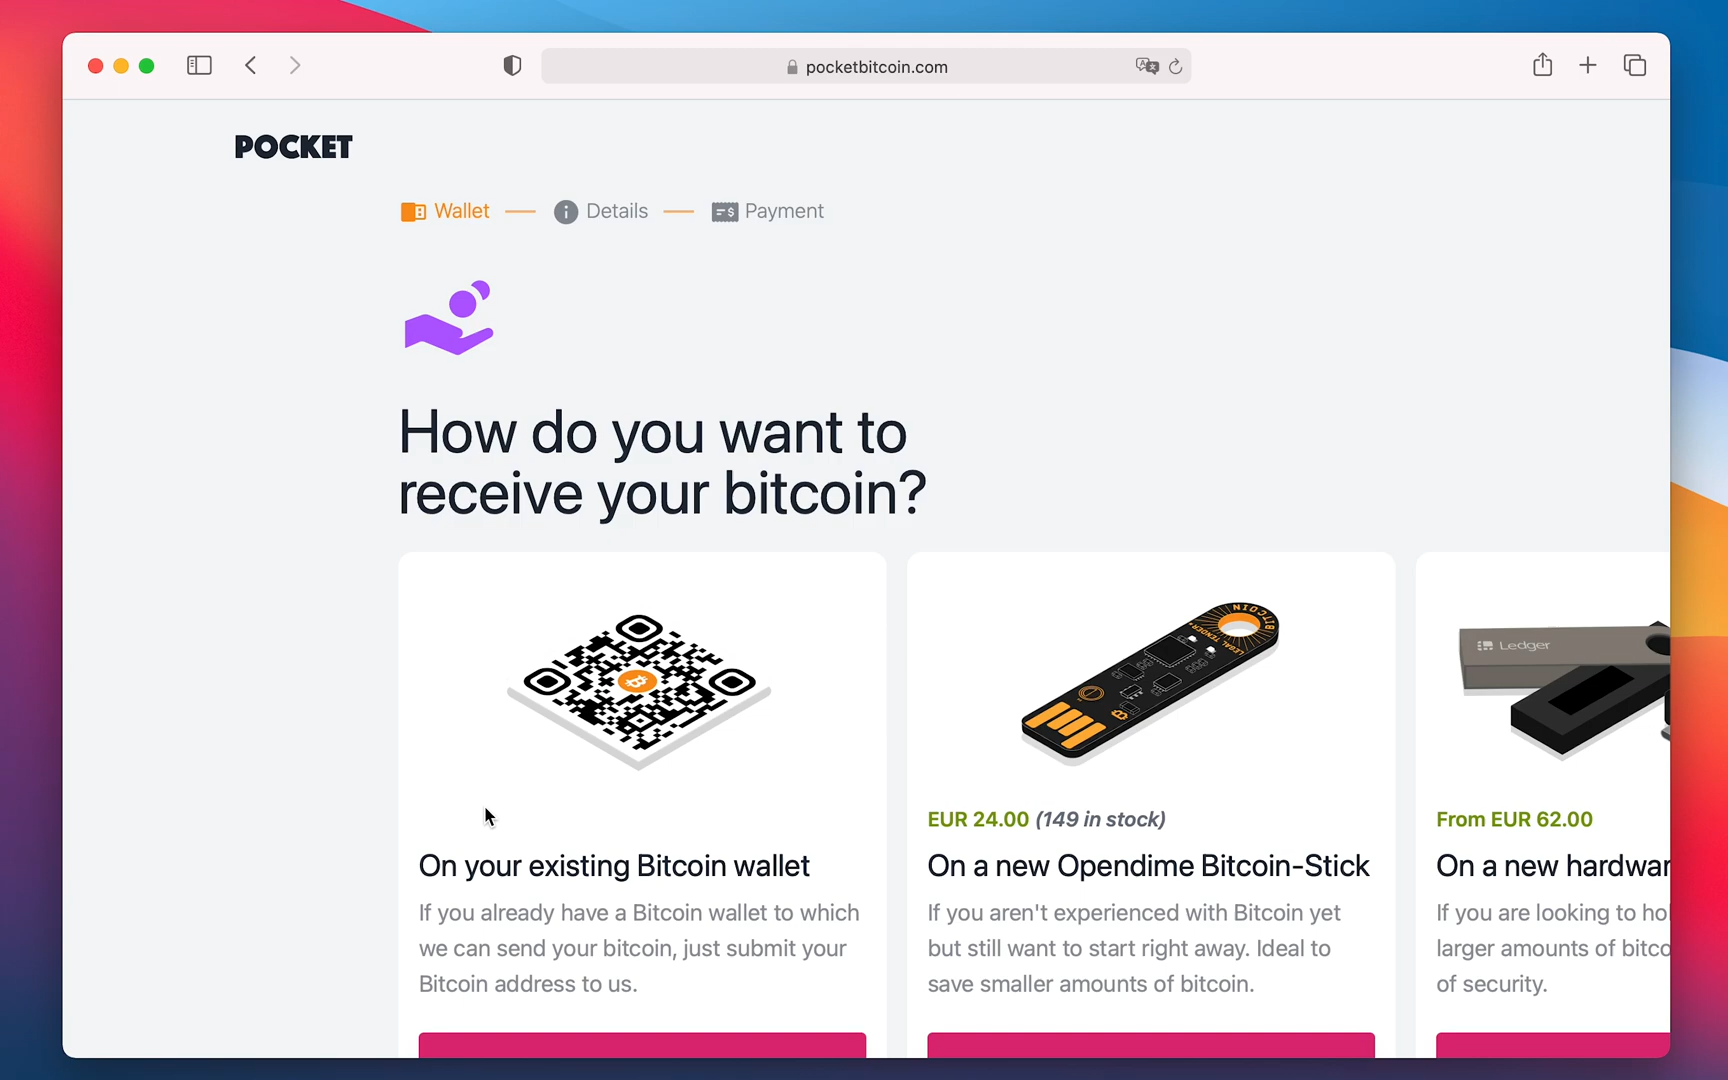 pocketbitcoin.com
POCKET
Wallet
Details
Payment
How do you want to
receive your bitcoin?
BITCOIN
LEGAL TENDER
Ledger
EUR 24.00 (149 in stock)
From EUR 62.00
On your existing Bitcoin wallet
If you already have a Bitcoin wallet to which
we can send your bitcoin, just submit your
Bitcoin address to us.
On a new Opendime Bitcoin-Stick
If you aren't experienced with Bitcoin yet
but still want to start right away. Ideal to
save smaller amounts of bitcoin.
On a new hardwar
If you are looking to hol
larger amounts of bitco
of security.